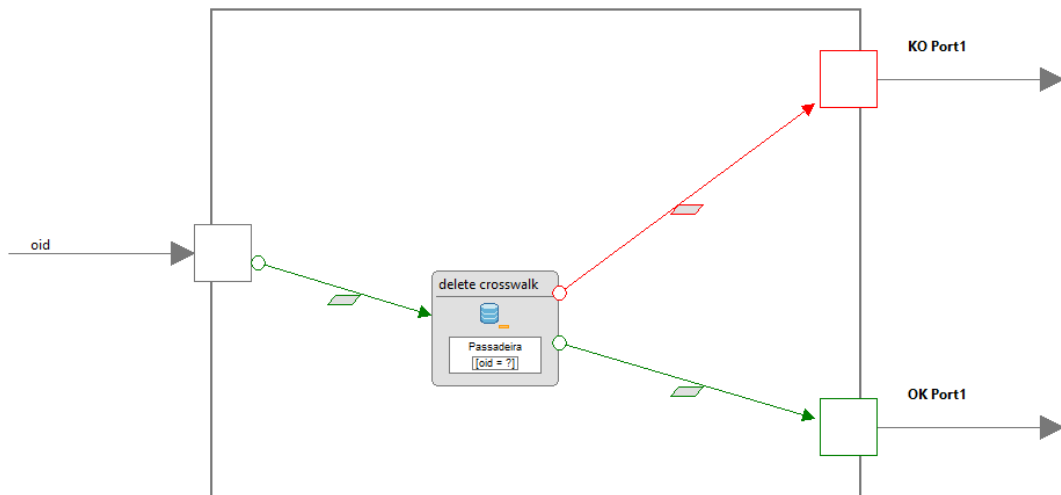 KO Port1
oid
delete crosswalk
Passadeira
[oid = ?]
OK Port1